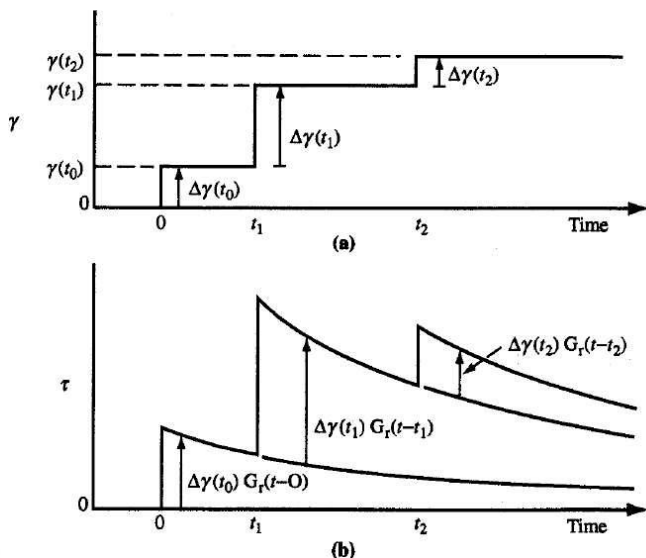 γ(t₂)
γ(t₁)
Δγ(t₂)
γ
Δγ(t₁)
γ(t₀)
Δγ(t₀)
0
0
t₁
t₂
Time
(a)
τ
Δγ(t₂) Gᵣ(t–t₂)
Δγ(t₁) Gᵣ(t–t₁)
Δγ(t₀) Gᵣ(t–O)
0
0
t₁
t₂
Time
(b)